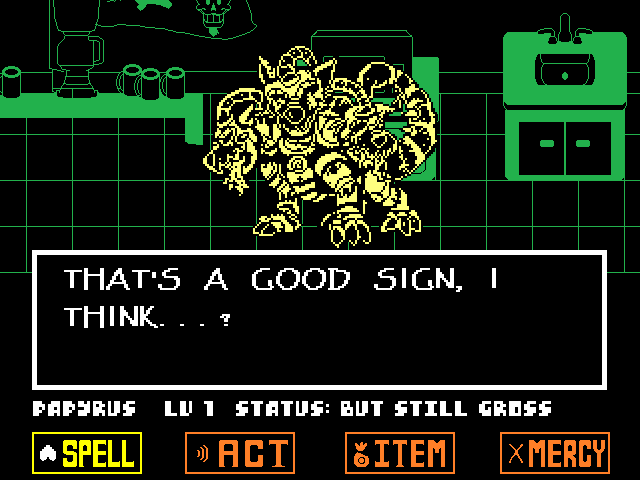 THAT'S A GOOD SIGN, I
THINK...?
PAPYRUS LV 1 STATUS: BUT STILL GROSS
SPELL ACT ITEM MERCY